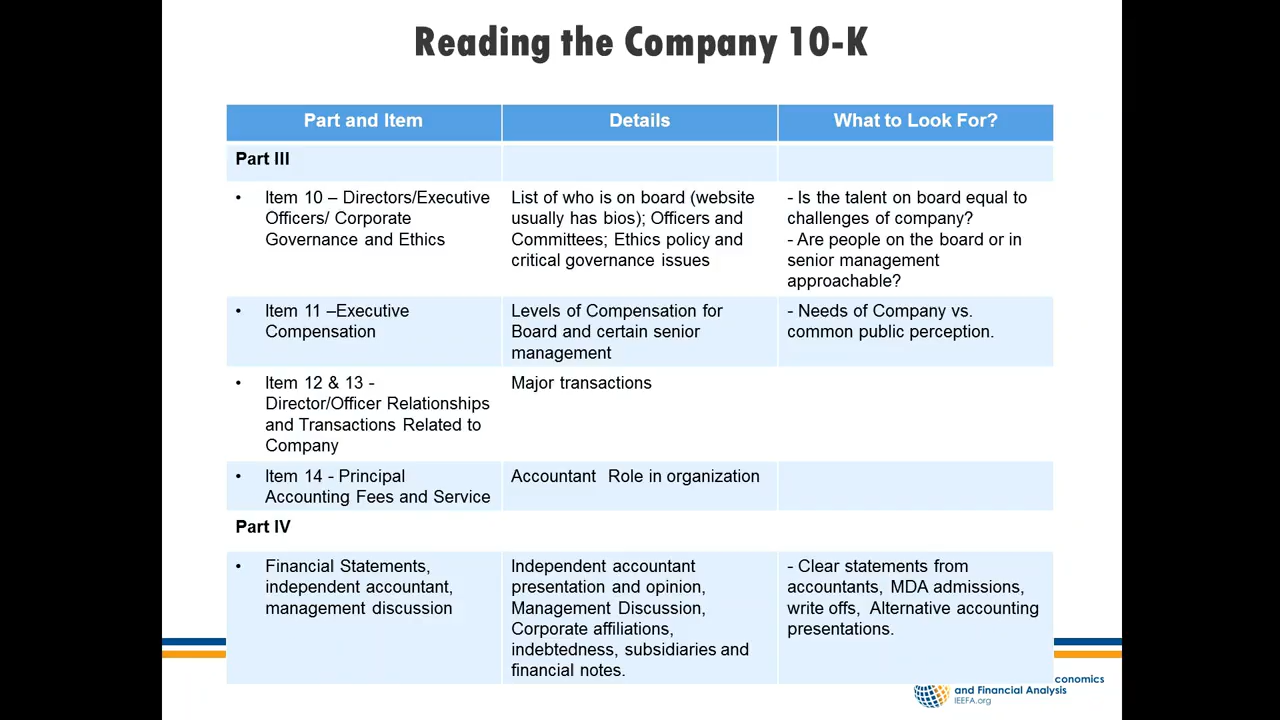 Reading the Company 10-K
Part and Item
Details
What to Look For?
Part III
• Item 10 – Directors/Executive
Officers/ Corporate
Governance and Ethics
List of who is on board (website
usually has bios); Officers and
Committees; Ethics policy and
critical governance issues
- Is the talent on board equal to
challenges of company?
- Are people on the board or in
senior management
approachable?
• Item 11 –Executive
Compensation
Levels of Compensation for
Board and certain senior
management
- Needs of Company vs.
common public perception.
• Item 12 & 13 -
Director/Officer Relationships
and Transactions Related to
Company
Major transactions
• Item 14 - Principal
Accounting Fees and Service
Accountant  Role in organization
Part IV
• Financial Statements,
independent accountant,
management discussion
Independent accountant
presentation and opinion,
Management Discussion,
Corporate affiliations,
indebtedness, subsidiaries and
financial notes.
- Clear statements from
accountants, MDA admissions,
write offs,  Alternative accounting
presentations.
conomics
and Financial Analysis
IEEFA.org